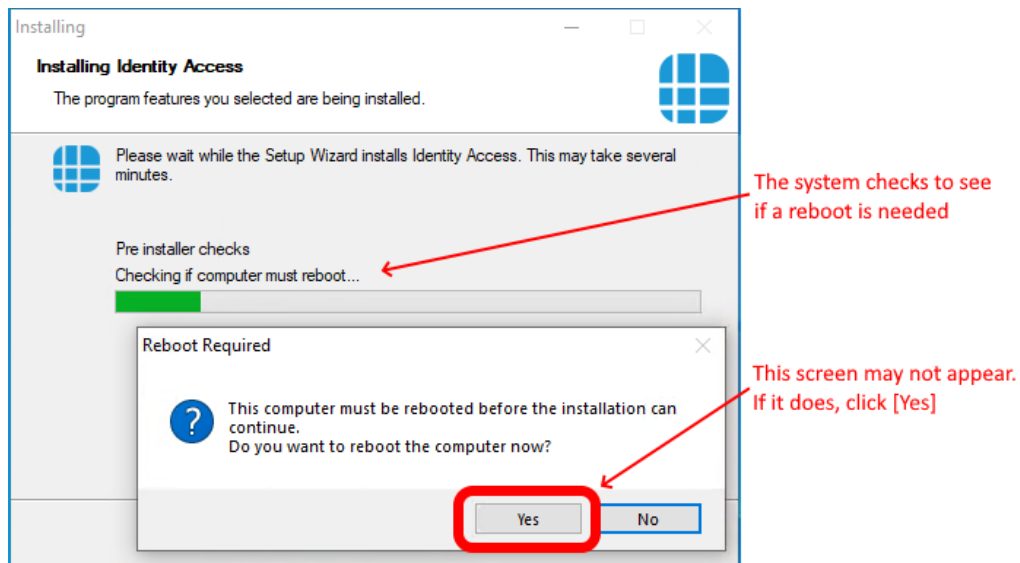 Installing
Installing Identity Access
The program features you selected are being installed.
Please wait while the Setup Wizard installs Identity Access. This may take several
minutes.
The system checks to see
if a reboot is needed
Pre installer checks
Checking if computer must reboot...
Reboot Required
This screen may not appear.
If it does, click [Yes]
This computer must be rebooted before the installation can
continue.
Do you want to reboot the computer now?
Yes
No